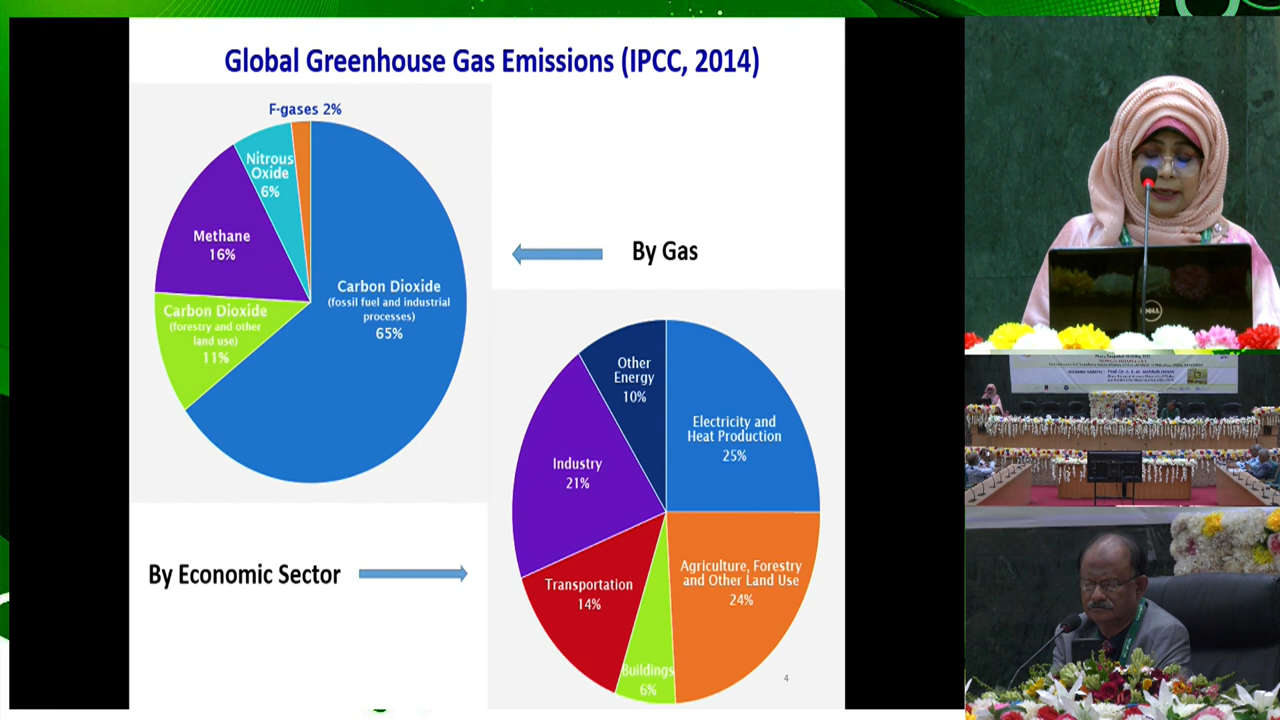 Global Greenhouse Gas Emissions (IPCC, 2014)
F-gases 2%
Nitrous
Oxide
6%
Methane
16%
Carbon Dioxide
(fossil fuel and industrial
processes)
65%
Carbon Dioxide
(forestry and other
land use)
11%
By Gas
Other
Energy
10%
Electricity and
Heat Production
25%
Industry
21%
Agriculture, Forestry
and Other Land Use
24%
Transportation
14%
Buildings
6%
By Economic Sector
4
DELL